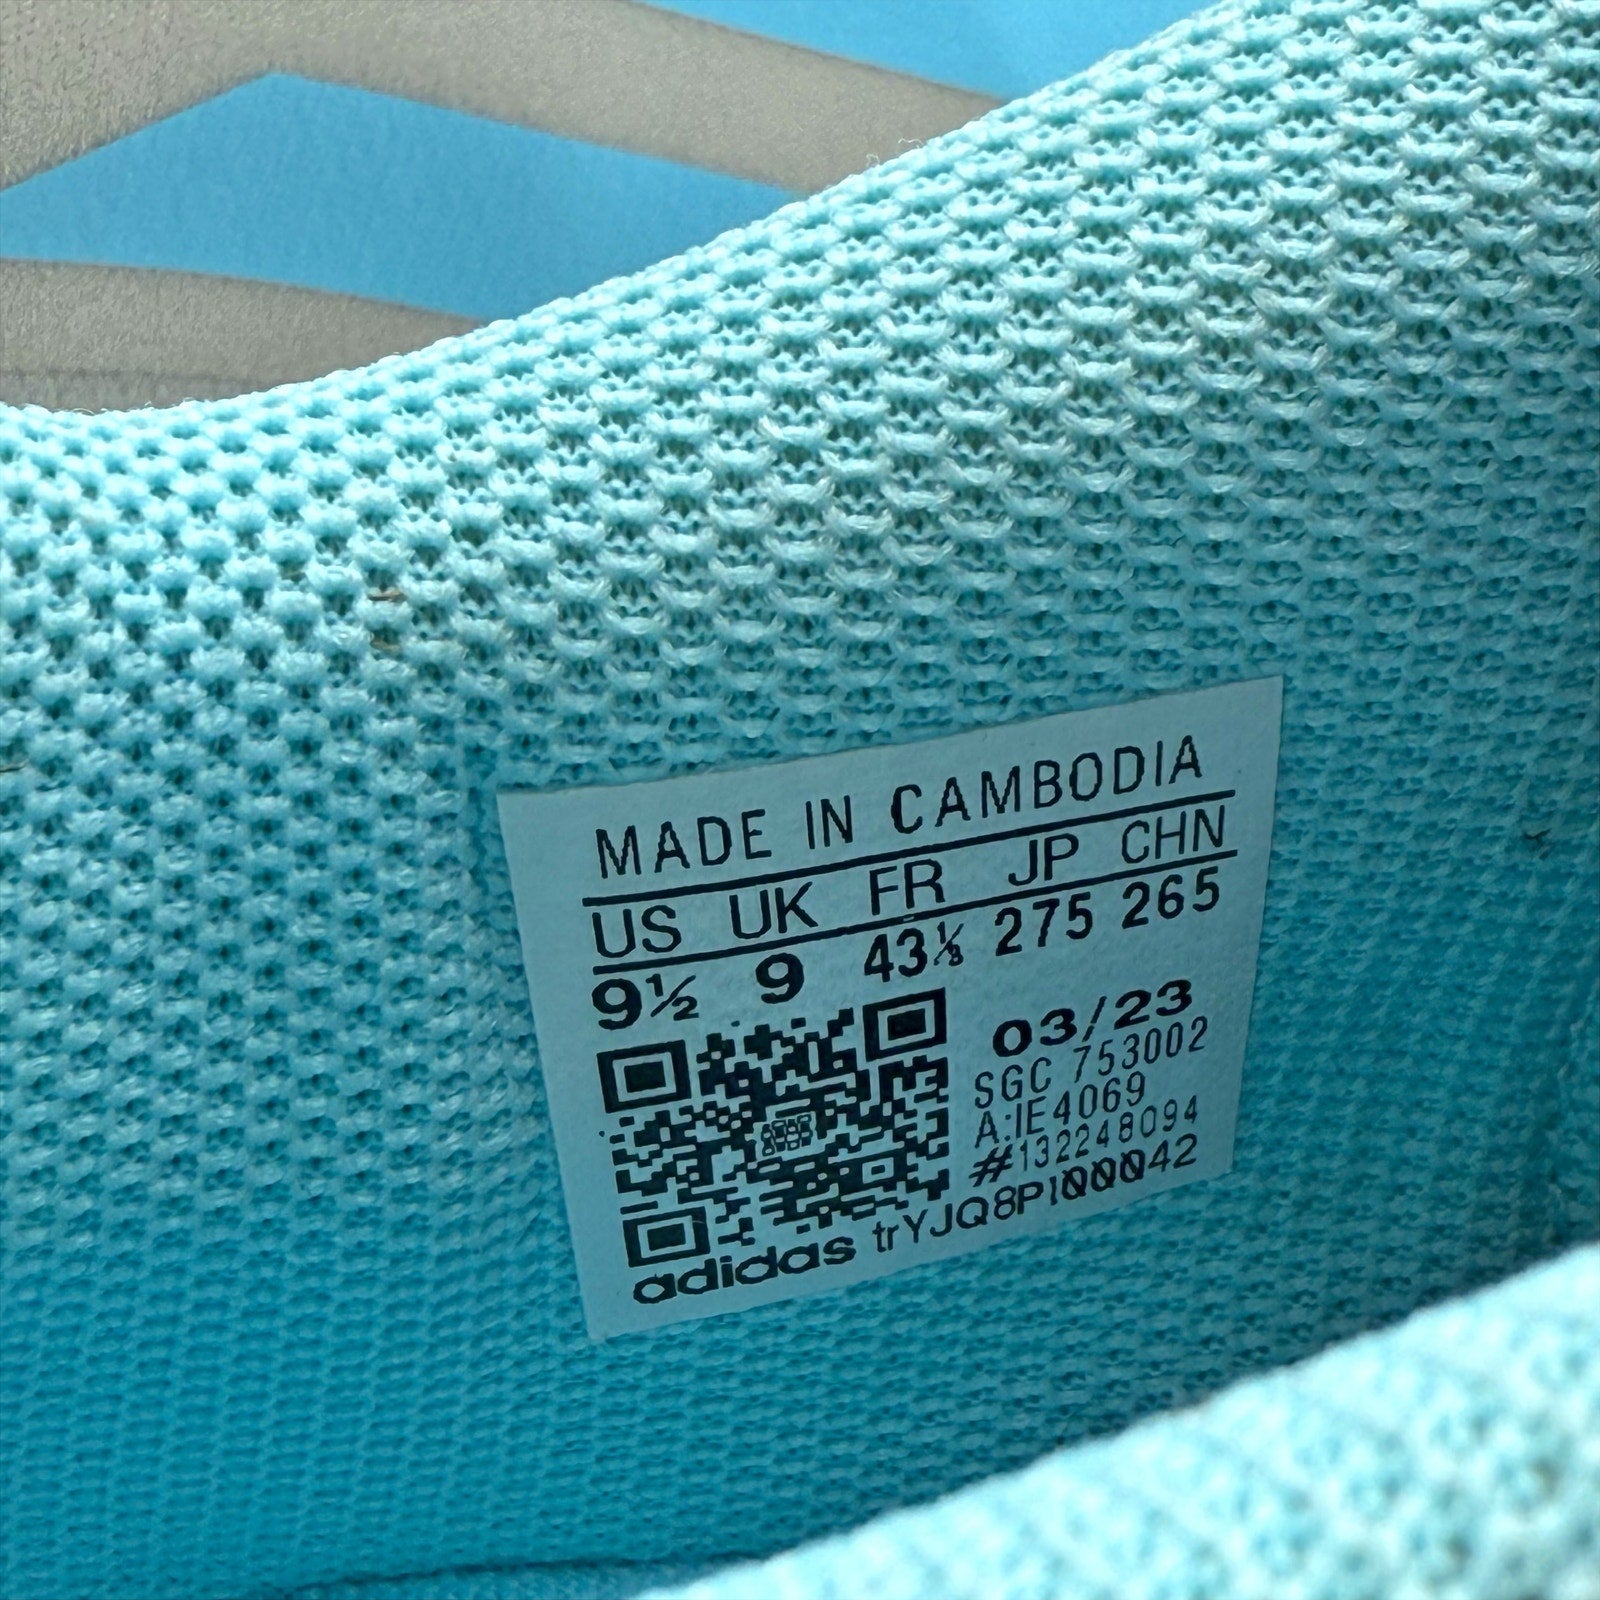 MADE IN CAMBODIA
US UK FR JP CHN
9½ 9 43⅓ 275 265
03/23
SGC 753002
A:IE4069
#132248094
adidas trYJQ8P100042